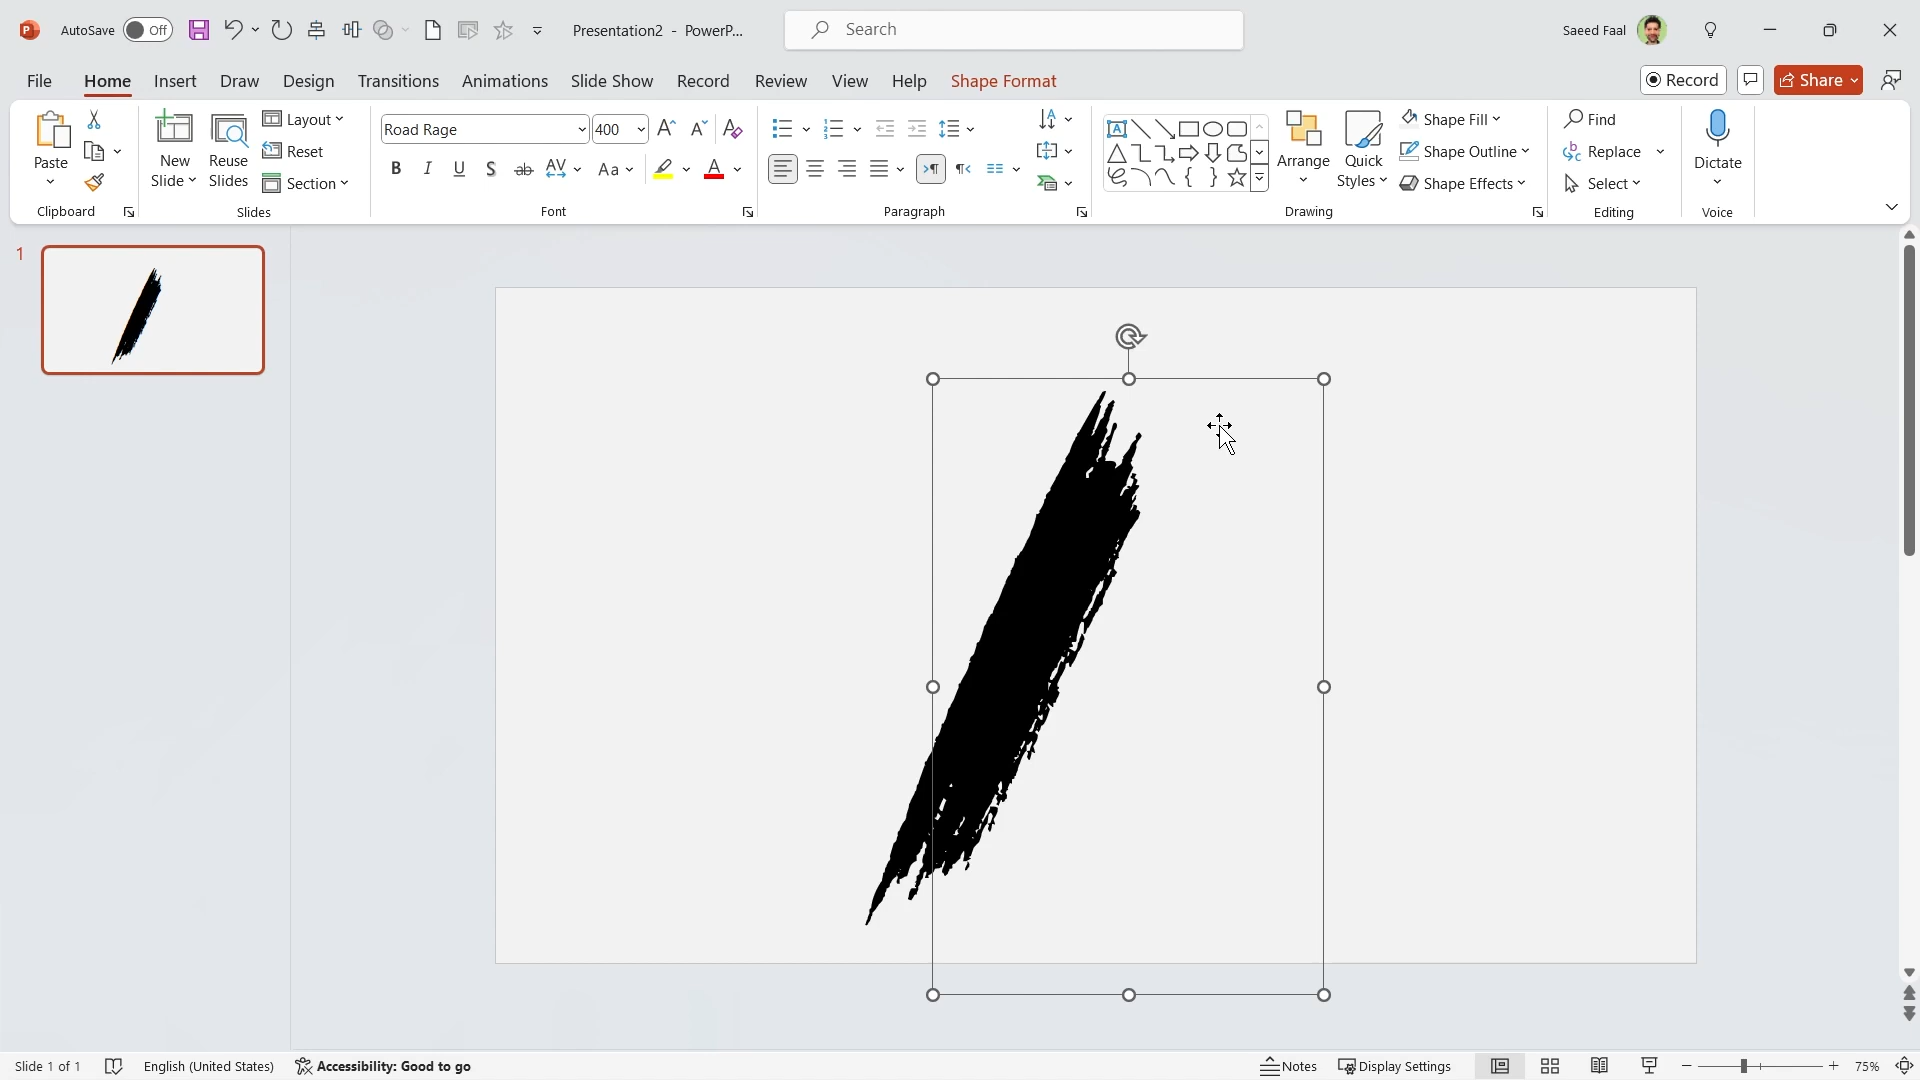 AutoSave Off Presentation2 - PowerP... Search Saeed Faal
File Home Insert Draw Design Transitions Animations Slide Show Record Review View Help Shape Format Record Share
Paste
New Slide
Reuse Slides
Layout
Reset
Section
Road Rage 400
Shape Fill
Shape Outline
Shape Effects
Arrange
Quick Styles
Find
Replace
Select
Dictate
Clipboard Slides Font Paragraph Drawing Editing Voice
1
/
Slide 1 of 1 English (United States) Accessibility: Good to go Notes Display Settings 75%